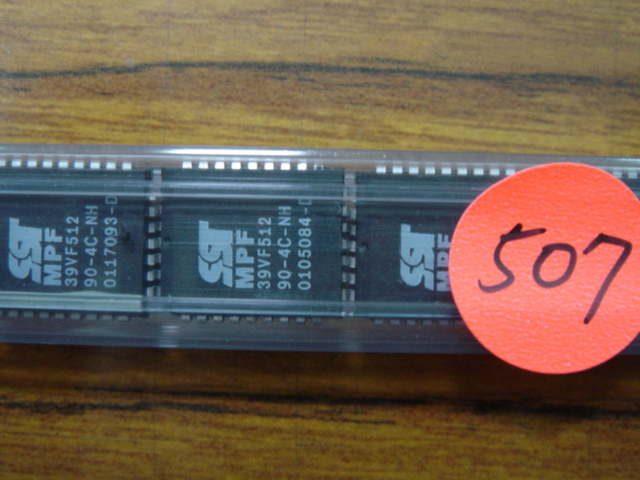 SST
MPF
39VF512
90-4C-NH
0117093-D
SST
MPF
39VF512
90-4C-NH
0105084-D
SST
MPF
507